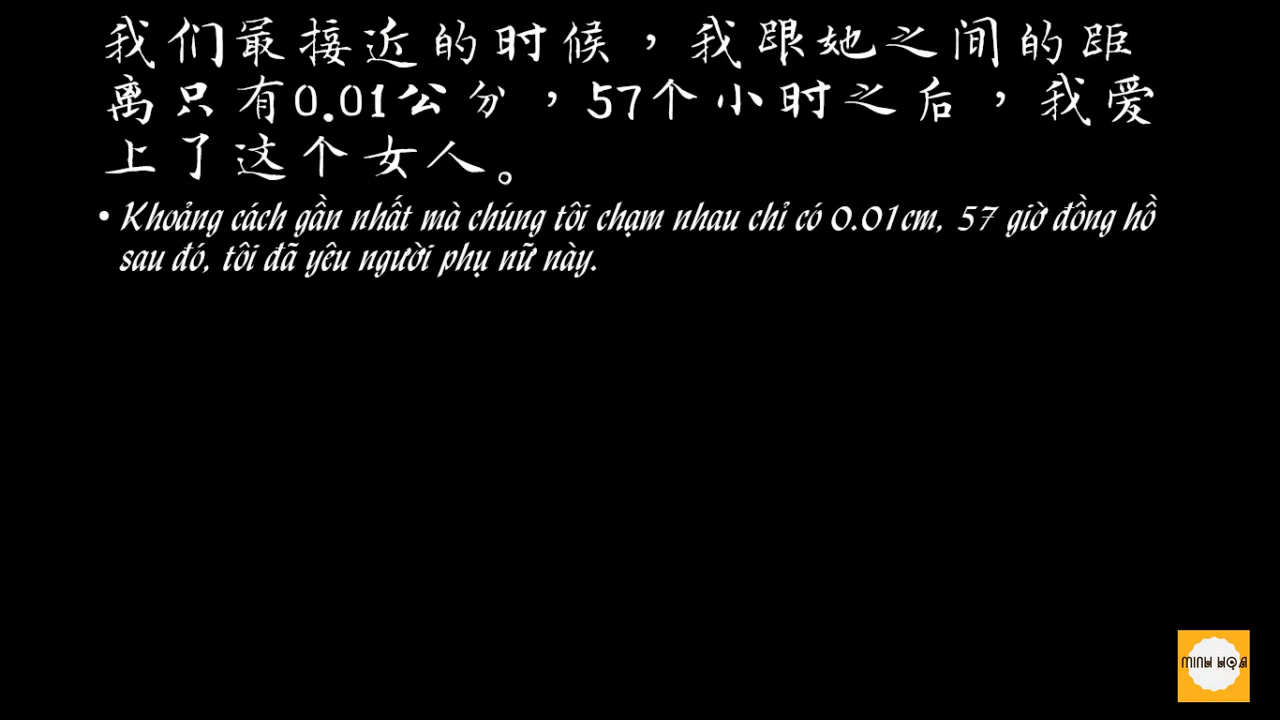 我们最接近的时候，我跟她之间的距
离只有0.01公分，57个小时之后，我爱
上了这个女人。
• Khoảng cách gần nhất mà chúng tôi chạm nhau chỉ có 0.01cm, 57 giờ đồng hồ
sau đó, tôi đã yêu người phụ nữ này.
MINH HỌA